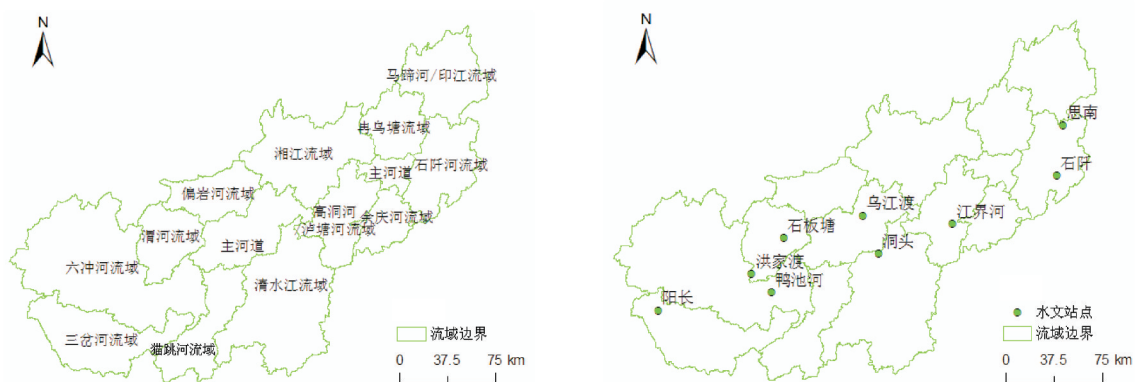 N
马蹄河/印江流域
冉乌塘流域
湘江流域
石阡河流域
主河道
偏岩河流域
高洞河
余庆河流域
泸塘河流域
渭河流域
主河道
六冲河流域
清水江流域
三岔河流域
猫跳河流域
流域边界
0 37.5 75 km
N
思南
石阡
乌江渡
江界河
石板塘
洞头
洪家渡
鸭池河
阳长
水文站点
流域边界
0 37.5 75 km